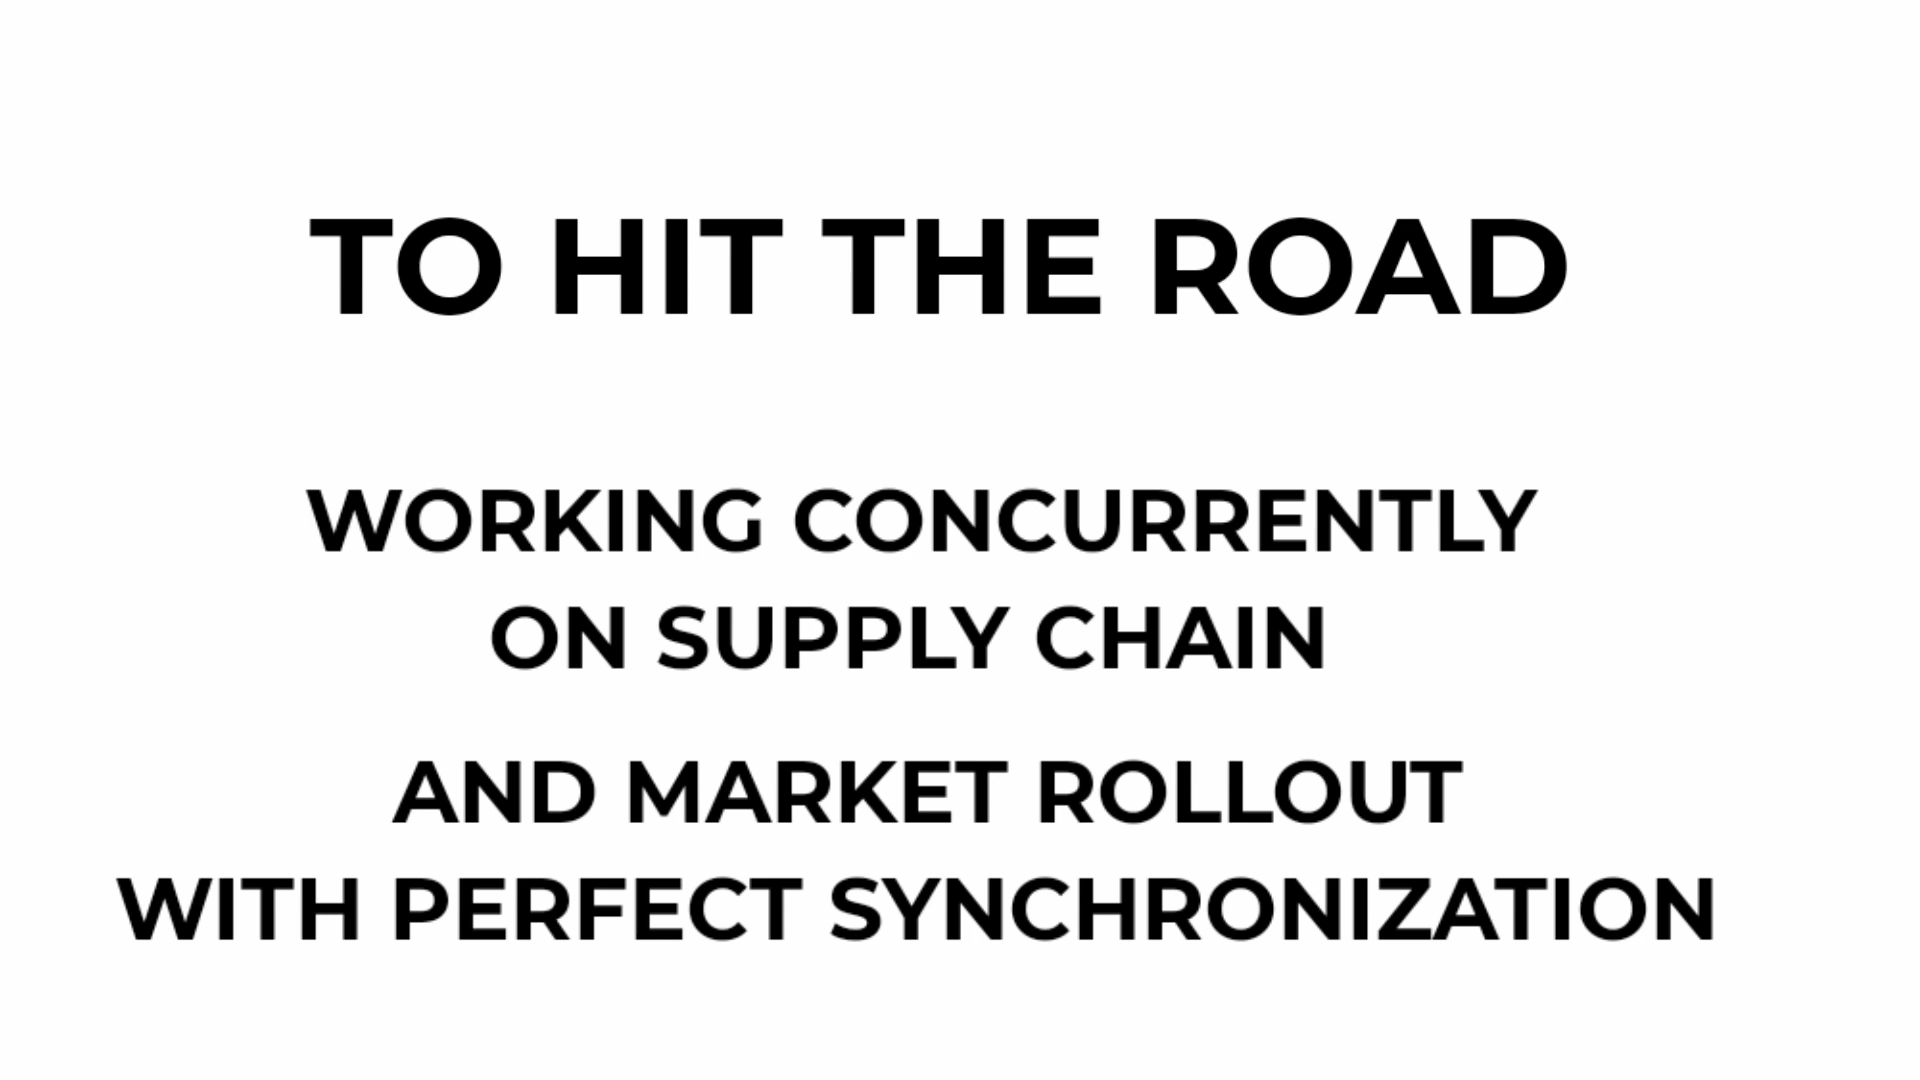 TO HIT THE ROAD
WORKING CONCURRENTLY
ON SUPPLY CHAIN
AND MARKET ROLLOUT
WITH PERFECT SYNCHRONIZATION